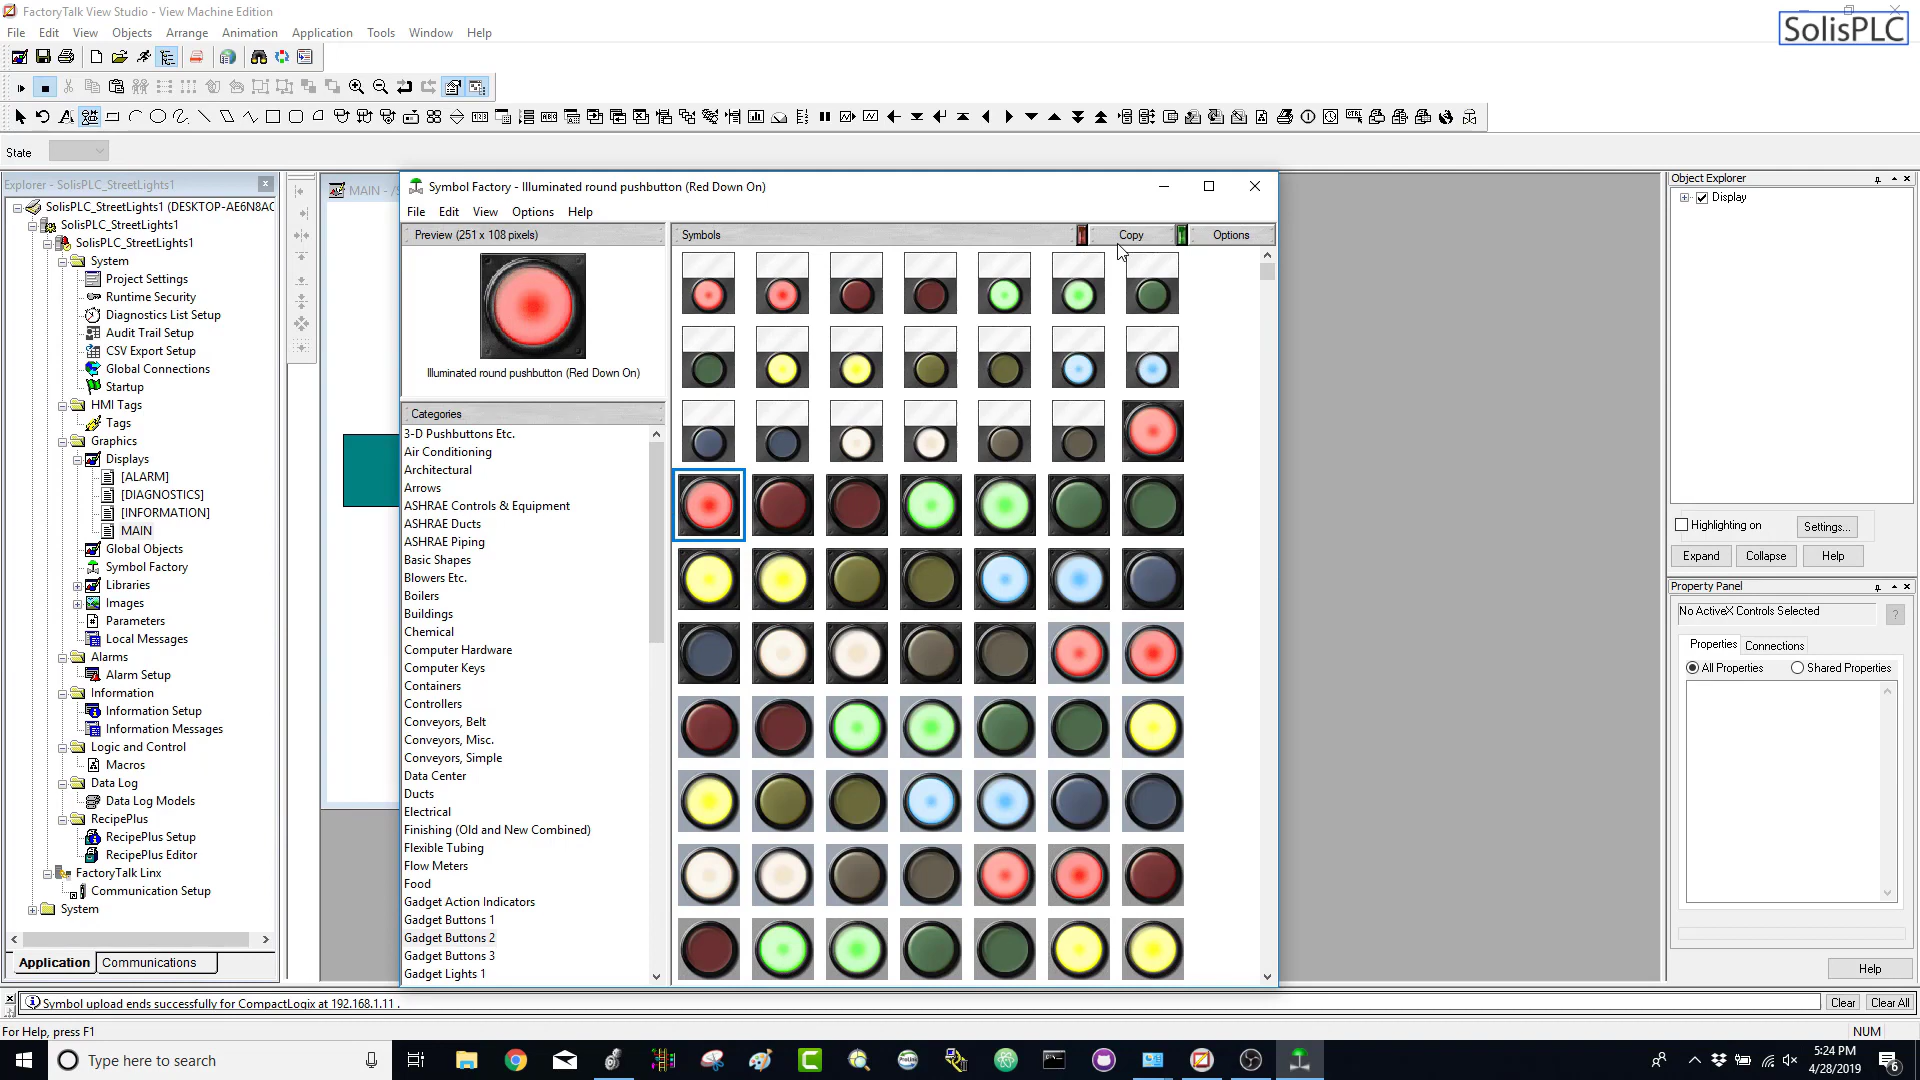 FactoryTalk View Studio - View Machine Edition
SolisPLC
File Edit View Objects Arrange Animation Application Tools Window Help
State
Explorer - SolisPLC_StreetLights1
SolisPLC_StreetLights1 (DESKTOP-AE6N8AC
SolisPLC_StreetLights1
SolisPLC_StreetLights1
System
Project Settings
Runtime Security
Diagnostics List Setup
Audit Trail Setup
CSV Export Setup
Global Connections
Startup
HMI Tags
Tags
Graphics
Displays
[ALARM]
[DIAGNOSTICS]
[INFORMATION]
MAIN
Global Objects
Symbol Factory
Libraries
Images
Parameters
Local Messages
Alarms
Alarm Setup
Information
Information Setup
Information Messages
Logic and Control
Macros
Data Log
Data Log Models
RecipePlus
RecipePlus Setup
RecipePlus Editor
FactoryTalk Linx
Communication Setup
System
Application Communications
MAIN - /S
Symbol Factory - Illuminated round pushbutton (Red Down On)
File Edit View Options Help
Preview (251 x 108 pixels)
Illuminated round pushbutton (Red Down On)
Categories
3-D Pushbuttons Etc.
Air Conditioning
Architectural
Arrows
ASHRAE Controls & Equipment
ASHRAE Ducts
ASHRAE Piping
Basic Shapes
Blowers Etc.
Boilers
Buildings
Chemical
Computer Hardware
Computer Keys
Containers
Controllers
Conveyors, Belt
Conveyors, Misc.
Conveyors, Simple
Data Center
Ducts
Electrical
Finishing (Old and New Combined)
Flexible Tubing
Flow Meters
Food
Gadget Action Indicators
Gadget Buttons 1
Gadget Buttons 2
Gadget Buttons 3
Gadget Lights 1
Symbols Copy Options
Object Explorer
Display
Highlighting on Settings...
Expand Collapse Help
Property Panel
No ActiveX Controls Selected ?
Properties Connections
All Properties Shared Properties
Help
Symbol upload ends successfully for CompactLogix at 192.168.1.11 .
Clear Clear All
For Help, press F1
NUM
Type here to search
5:24 PM
4/28/2019
6